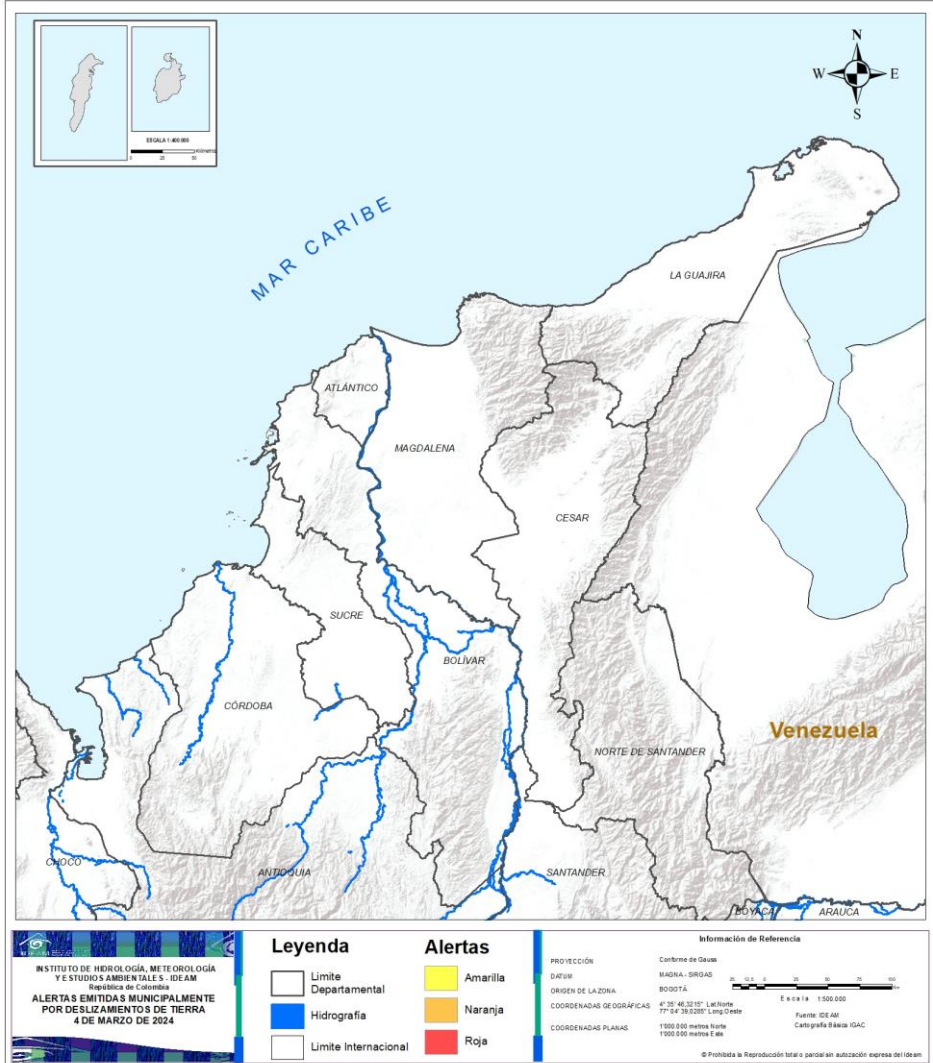 N
W
E
S
ESCALA 1:400.000
0 25 50
MAR CARIBE
LA GUAJIRA
ATLÁNTICO
MAGDALENA
CESAR
SUCRE
BOLÍVAR
CÓRDOBA
NORTE DE SANTANDER
Venezuela
CHOCÓ
ANTIOQUIA
SANTANDER
BOYACÁ
ARAUCA
INSTITUTO DE HIDROLOGÍA, METEOROLOGÍA
Y ESTUDIOS AMBIENTALES - IDEAM
República de Colombia
ALERTAS EMITIDAS MUNICIPALMENTE
POR DESLIZAMIENTOS DE TIERRA
4 DE MARZO DE 2024
Leyenda
Limite
Departamental
Hidrografía
Limite Internacional
Alertas
Amarilla
Naranja
Roja
Información de Referencia
PROYECCIÓN Conforme de Gauss
DATUM MAGNA - SIRGAS
ORIGEN DE LA ZONA BOGOTÁ
COORDENADAS GEOGRÁFICAS 4° 35' 46,3215" Lat.Norte
77° 04' 39,0285" Long.Oeste
COORDENADAS PLANAS 1'000.000 metros Norte
1'000.000 metros Este
Escala 1:500.000
Fuente: IDEAM
Cartografía Básica: IGAC
© Prohibida la Reproducción total o parcial sin autización expresa del Ideam